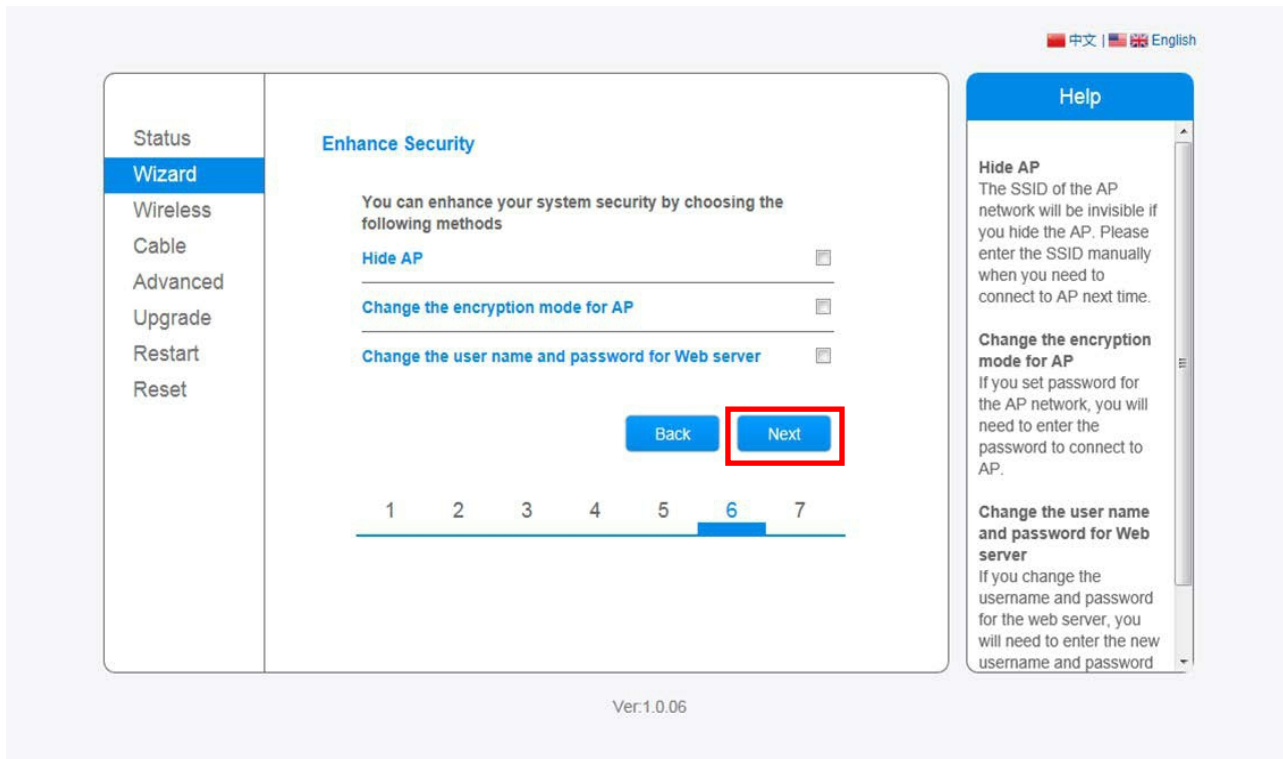 中文 | English
Status
Wizard
Wireless
Cable
Advanced
Upgrade
Restart
Reset
Enhance Security
You can enhance your system security by choosing the
following methods
Hide AP
Change the encryption mode for AP
Change the user name and password for Web server
Back Next
1 2 3 4 5 6 7
Help
Hide AP
The SSID of the AP
network will be invisible if
you hide the AP. Please
enter the SSID manually
when you need to
connect to AP next time.
Change the encryption
mode for AP
If you set password for
the AP network, you will
need to enter the
password to connect to
AP.
Change the user name
and password for Web
server
If you change the
username and password
for the web server, you
will need to enter the new
username and password
Ver:1.0.06